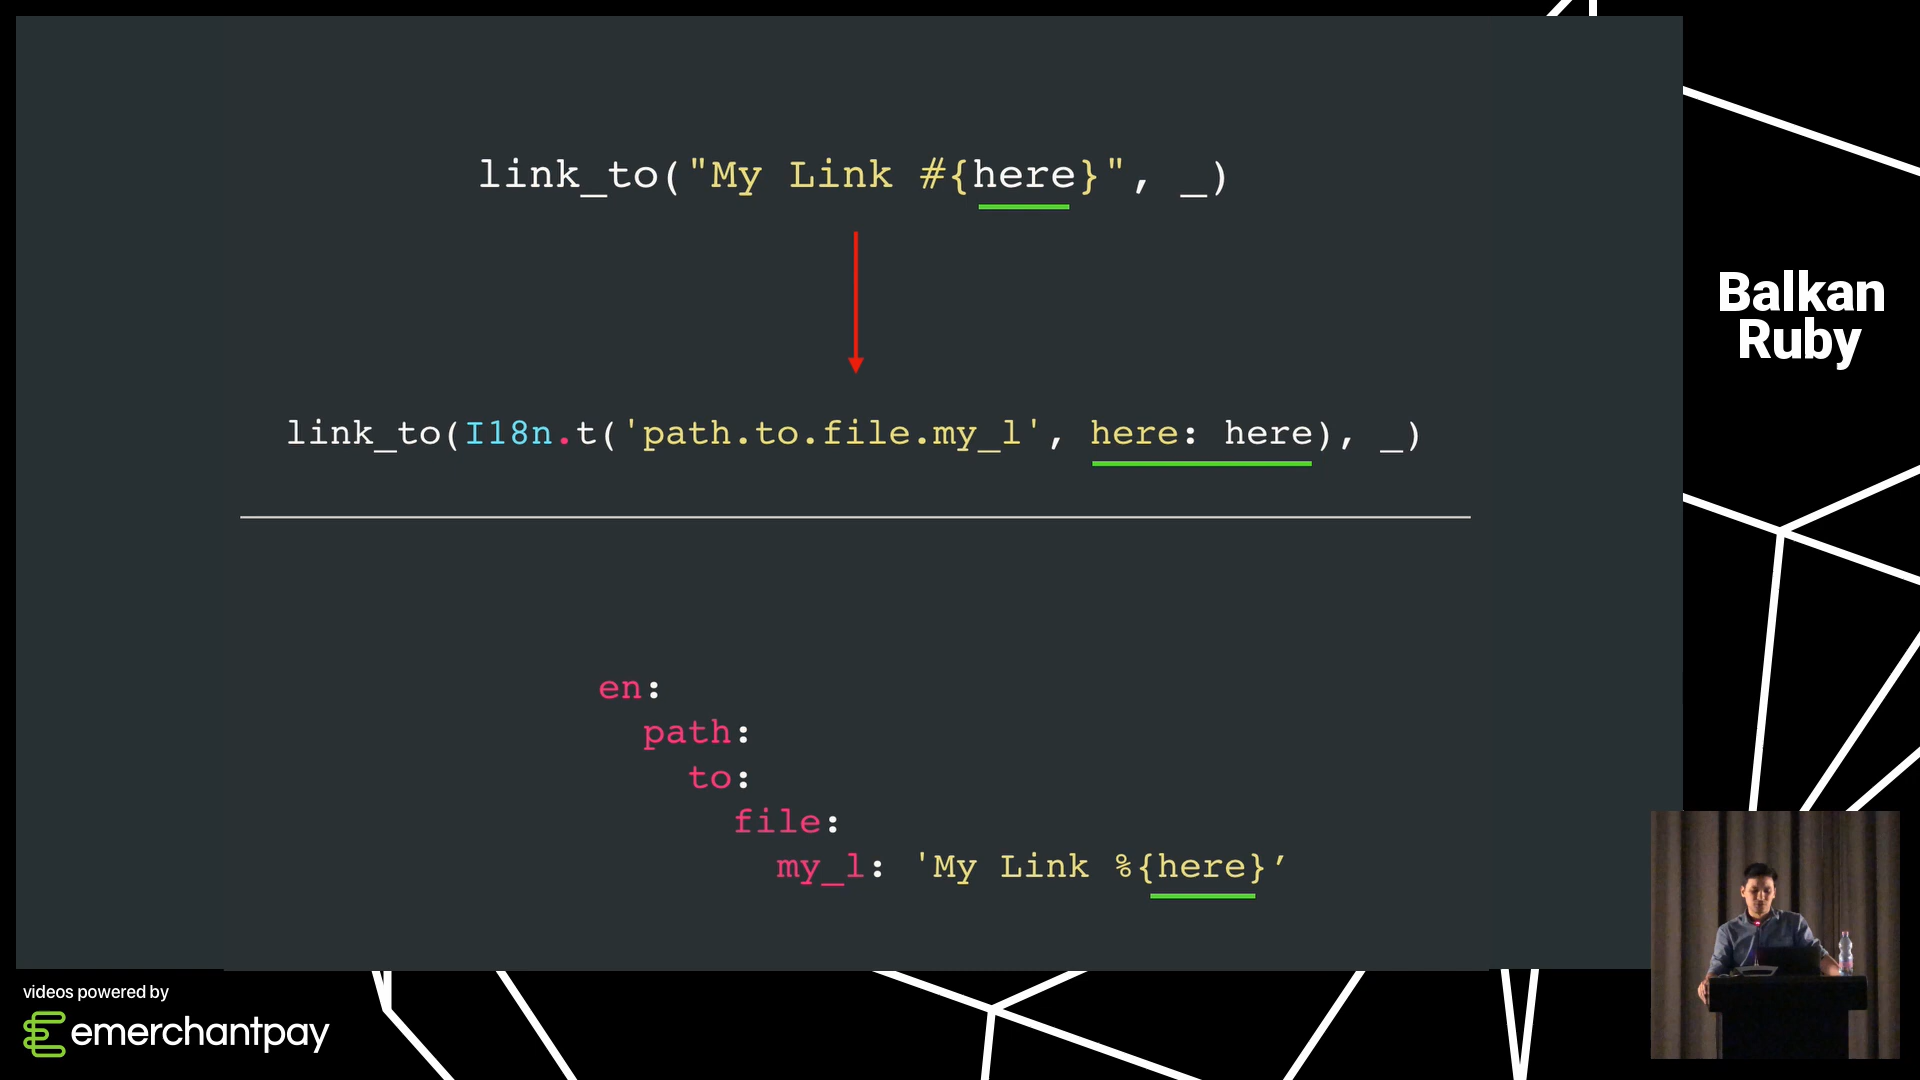 link_to("My Link #{here}", _)
link_to(I18n.t('path.to.file.my_l', here: here), _)
en:
path:
to:
file:
my_l: 'My Link %{here}’
Balkan
Ruby
videos powered by
emerchantpay